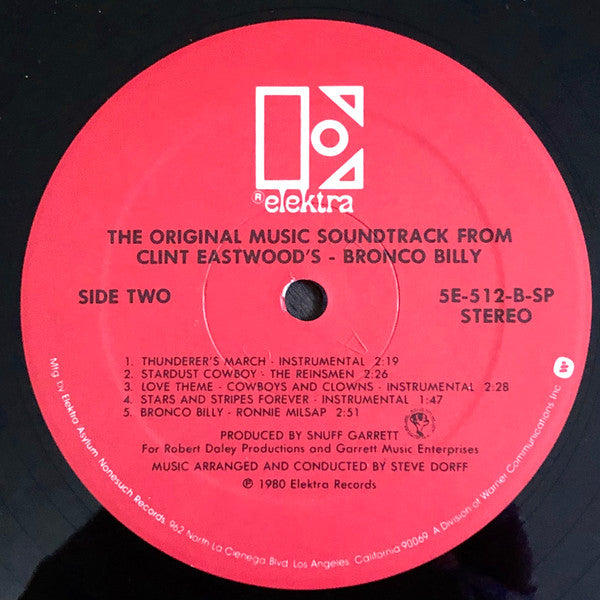 ® elektra
THE ORIGINAL MUSIC SOUNDTRACK FROM
CLINT EASTWOOD'S - BRONCO BILLY
SIDE TWO
5E-512-B-SP
STEREO
1. THUNDERER'S MARCH - INSTRUMENTAL 2:19
2. STARDUST COWBOY - THE REINSMEN 2:26
3. LOVE THEME - COWBOYS AND CLOWNS - INSTRUMENTAL 2:28
4. STARS AND STRIPES FOREVER - INSTRUMENTAL 1:47
5. BRONCO BILLY - RONNIE MILSAP 2:51
PRODUCED BY SNUFF GARRETT
For Robert Daley Productions and Garrett Music Enterprises
MUSIC ARRANGED AND CONDUCTED BY STEVE DORFF
℗ 1980 Elektra Records
Mfg. by Elektra Asylum Nonesuch Records, 962 North La Cienega Blvd. Los Angeles, California 90069 A Division of Warner Communications Inc.